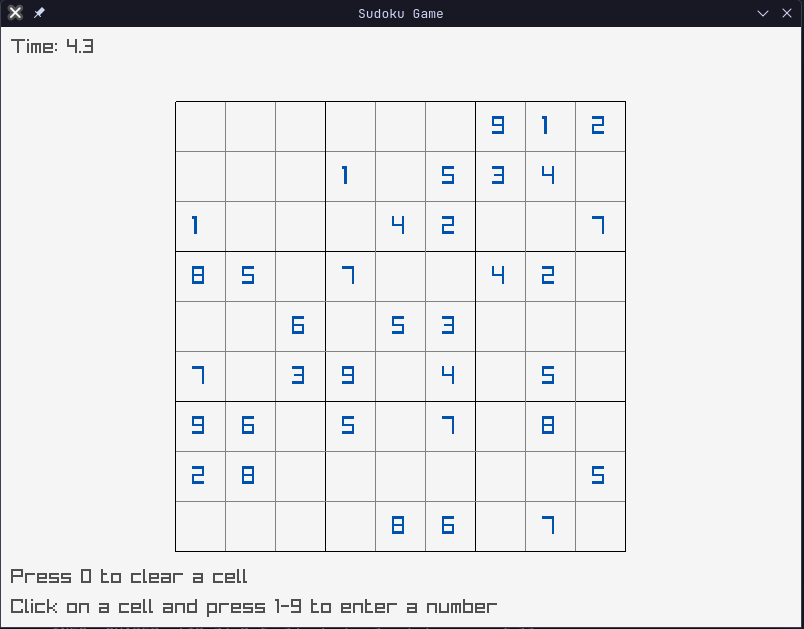 Sudoku Game
Time: 4.3
9 1 2
1 5 3 4
1 4 2 7
8 5 7 4 2
6 5 3
7 3 9 4 5
9 6 5 7 8
2 8 5
8 6 7
Press 0 to clear a cell
Click on a cell and press 1-9 to enter a number